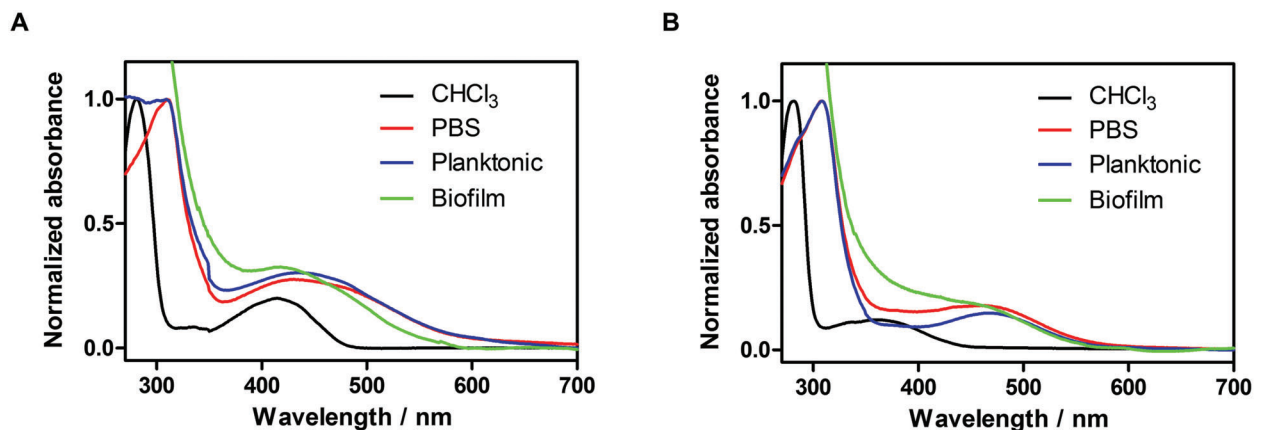 A
Normalized absorbance
1.0
0.5
0.0
CHCl₃
PBS
Planktonic
Biofilm
300 400 500 600 700
Wavelength / nm
B
Normalized absorbance
1.0
0.5
0.0
CHCl₃
PBS
Planktonic
Biofilm
300 400 500 600 700
Wavelength / nm